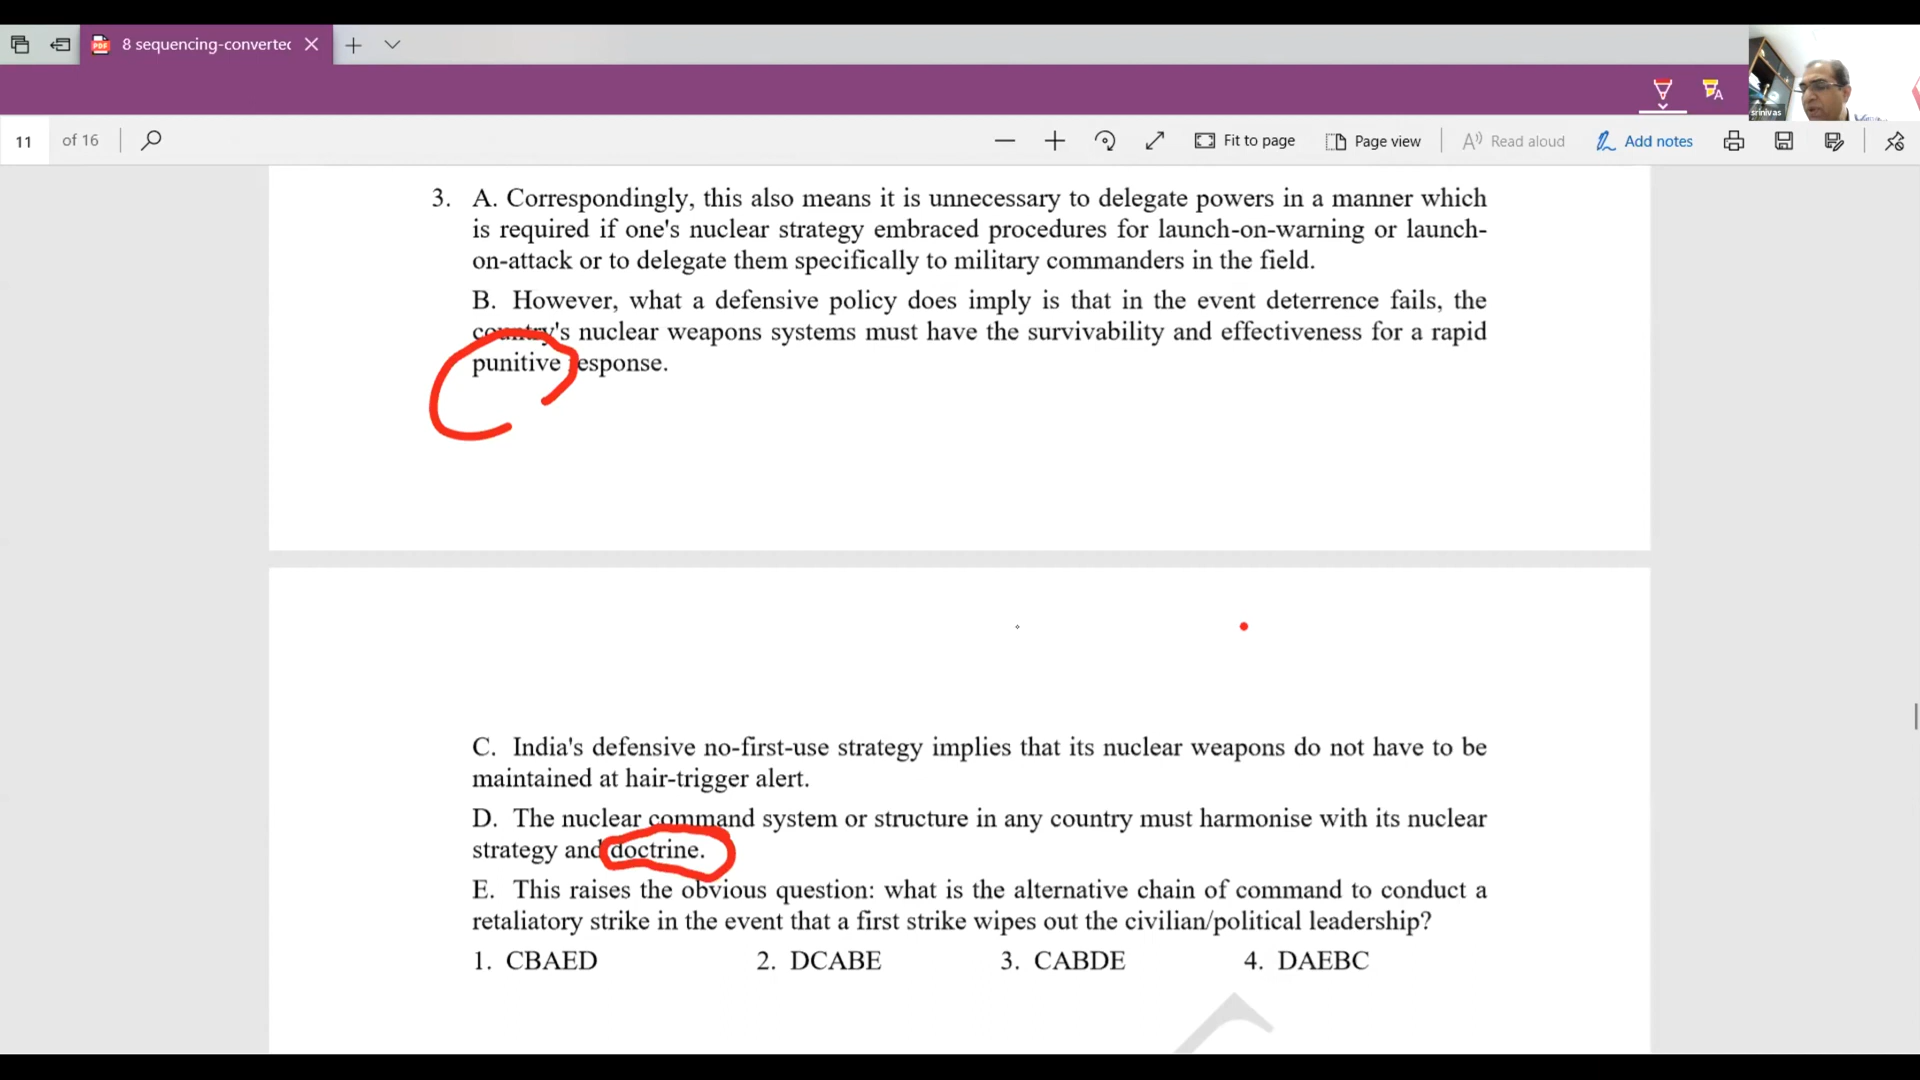 8 sequencing-converted
srinivas
11 of 16
Fit to page
Page view
Read aloud
Add notes
3. A. Correspondingly, this also means it is unnecessary to delegate powers in a manner which
is required if one's nuclear strategy embraced procedures for launch-on-warning or launch-
on-attack or to delegate them specifically to military commanders in the field.
B. However, what a defensive policy does imply is that in the event deterrence fails, the
country's nuclear weapons systems must have the survivability and effectiveness for a rapid
punitive response.
C. India's defensive no-first-use strategy implies that its nuclear weapons do not have to be
maintained at hair-trigger alert.
D. The nuclear command system or structure in any country must harmonise with its nuclear
strategy and doctrine.
E. This raises the obvious question: what is the alternative chain of command to conduct a
retaliatory strike in the event that a first strike wipes out the civilian/political leadership?
1. CBAED 2. DCABE 3. CABDE 4. DAEBC